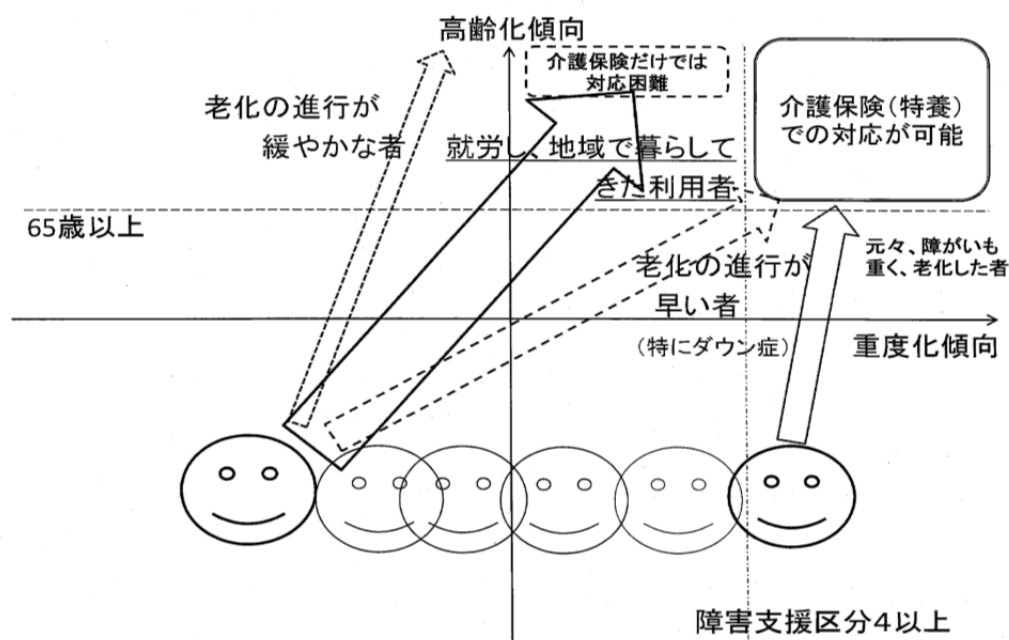 高齢化傾向
介護保険だけでは
対応困難
介護保険（特養）
での対応が可能
老化の進行が
緩やかな者
就労し、地域で暮らして
きた利用者
65歳以上
元々、障がいも
重く、老化した者
老化の進行が
早い者
（特にダウン症）
重度化傾向
障害支援区分４以上